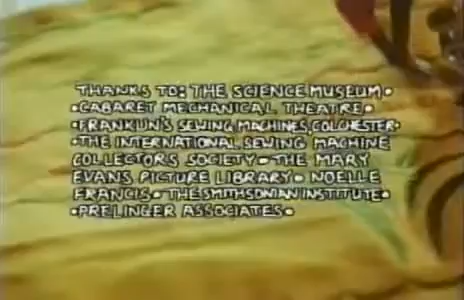 THANKS TO: THE SCIENCE MUSEUM •
• CABARET MECHANICAL THEATRE •
• FRANKLIN'S SEWING MACHINES, COLCHESTER •
• THE INTERNATIONAL SEWING MACHINE
COLLECTORS SOCIETY • THE MARY
EVANS PICTURE LIBRARY • NOELLE
FRANCIS • THE SMITHSONIAN INSTITUTE •
• PRELINGER ASSOCIATES •